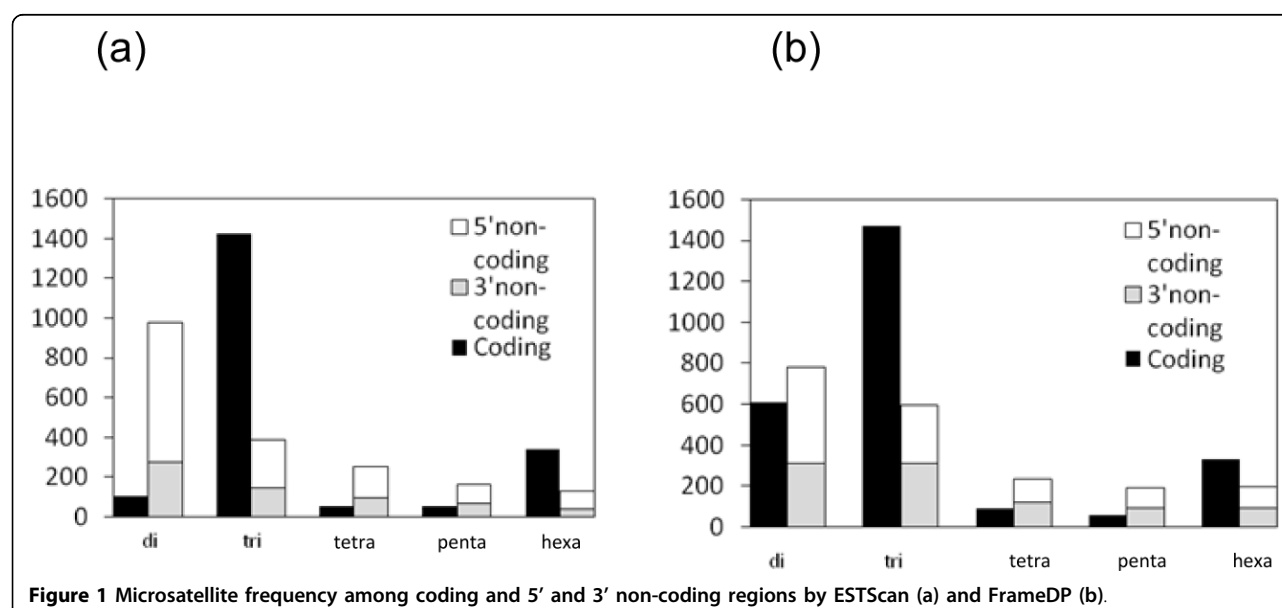 (a)
1600
1400
1200
1000
800
600
400
200
0
5'non-
coding
3'non-
coding
Coding
di
tri
tetra
penta
hexa
(b)
1600
1400
1200
1000
800
600
400
200
0
5'non-
coding
3'non-
coding
Coding
di
tri
tetra
penta
hexa
Figure 1 Microsatellite frequency among coding and 5’ and 3’ non-coding regions by ESTScan (a) and FrameDP (b).